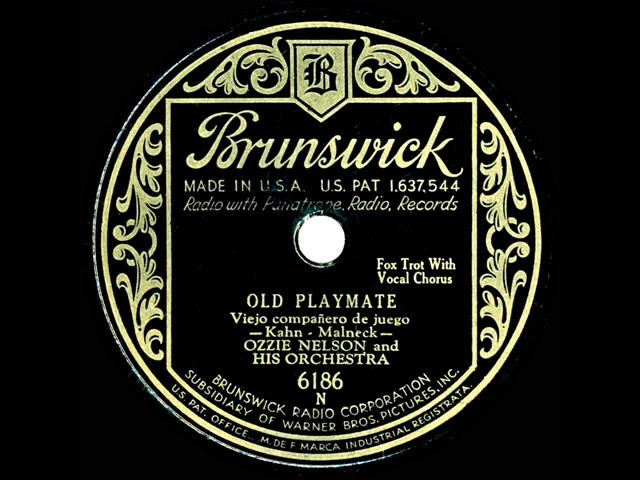 B
Brunswick
MADE IN U.S.A. U.S. PAT. 1,637,544
Radio with Panatrope, Radio, Records
Fox Trot With
Vocal Chorus
OLD PLAYMATE
Viejo compañero de juego
—Kahn - Malneck—
OZZIE NELSON and
HIS ORCHESTRA
6186
N
BRUNSWICK RADIO CORPORATION
SUBSIDIARY OF WARNER BROS. PICTURES, INC.
U.S. PAT. OFFICE. M. DE F. MARCA INDUSTRIAL REGISTRATA.